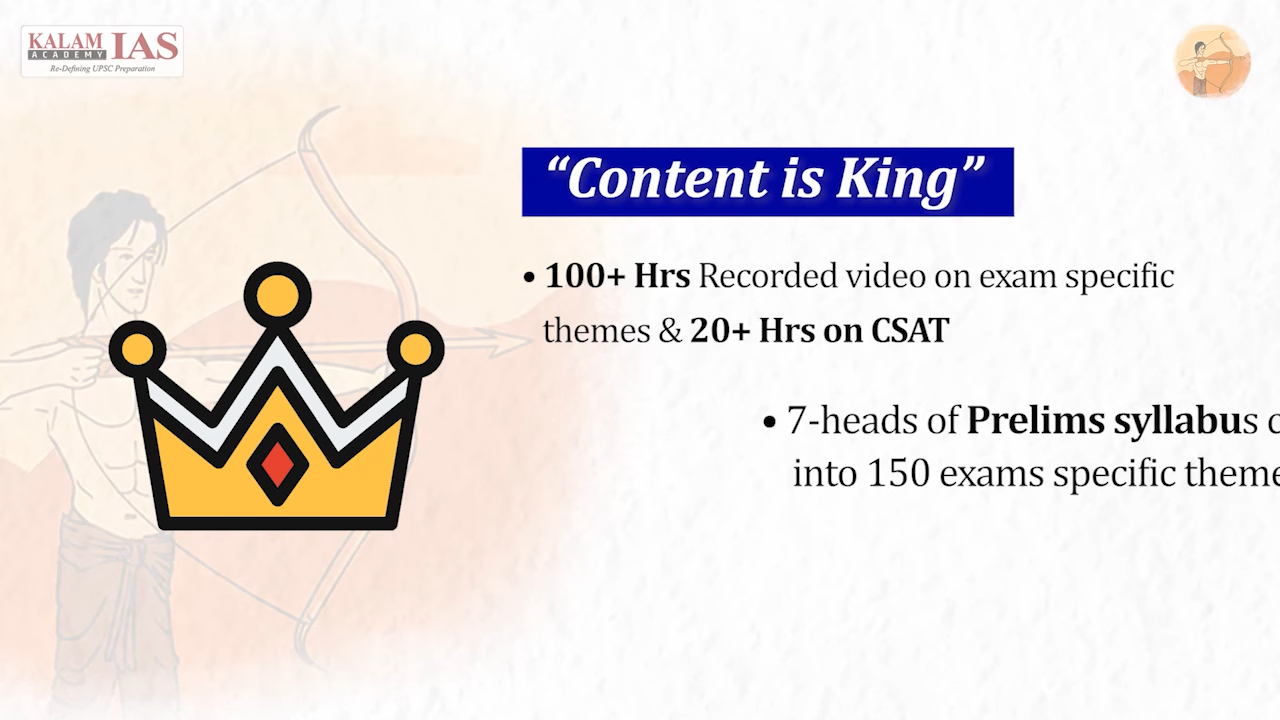 KALAM IAS
ACADEMY
Re-Defining UPSC Preparation
“Content is King”
• 100+ Hrs Recorded video on exam specific
themes & 20+ Hrs on CSAT
• 7-heads of Prelims syllabus
into 150 exams specific